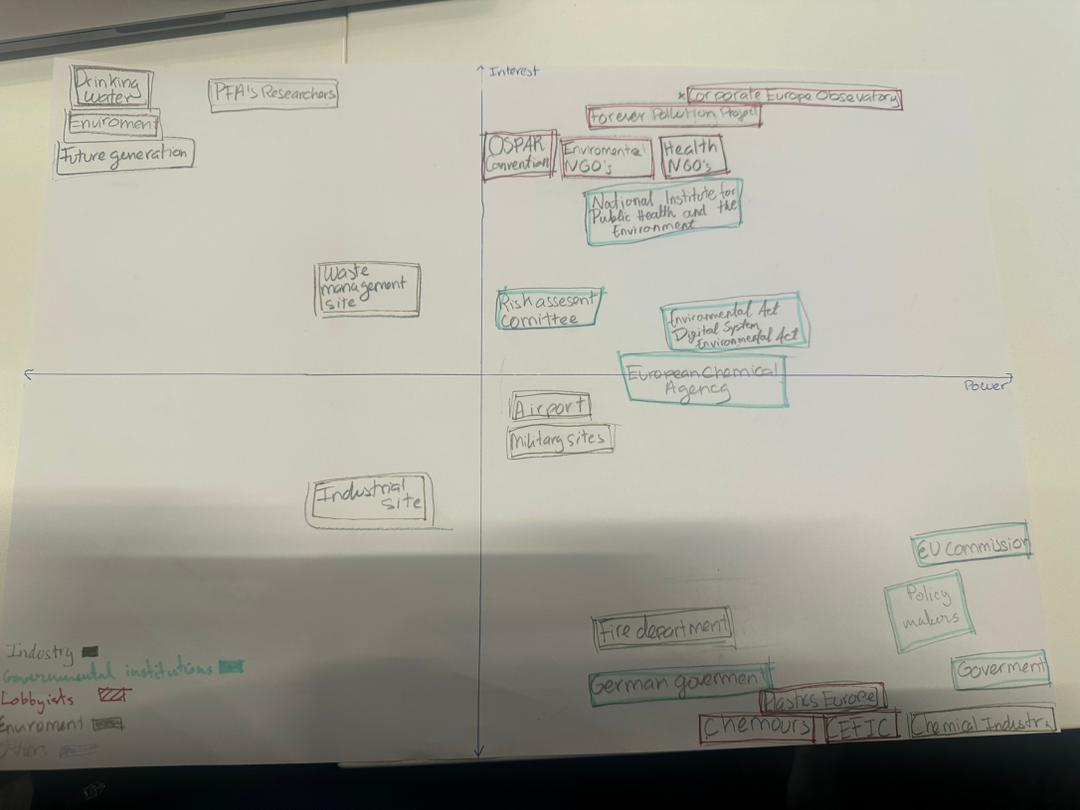 Interest
Drinking
water
Enviroment
Future generation
PFA's Researchers
*Corporate Europe Observatory
Forever Pollution Project
OSPAR
Convention
Enviromental
NGO's
Health
NGO's
National Institute for
Public Health and the
Environment
Waste
management
site
Risk assesent
Comittee
Environmental Act
Digital System
Environmental Act
European Chemical
Agency
Power
Airport
Military sites
Industrial
site
EU Commission
Policy
makers
Fire department
Goverment
German goverment
Plastics Europe
Chemours
CEFIC
Chemical Industry
Industry
Governmental institutions
Lobbyists
Enviroment
Others